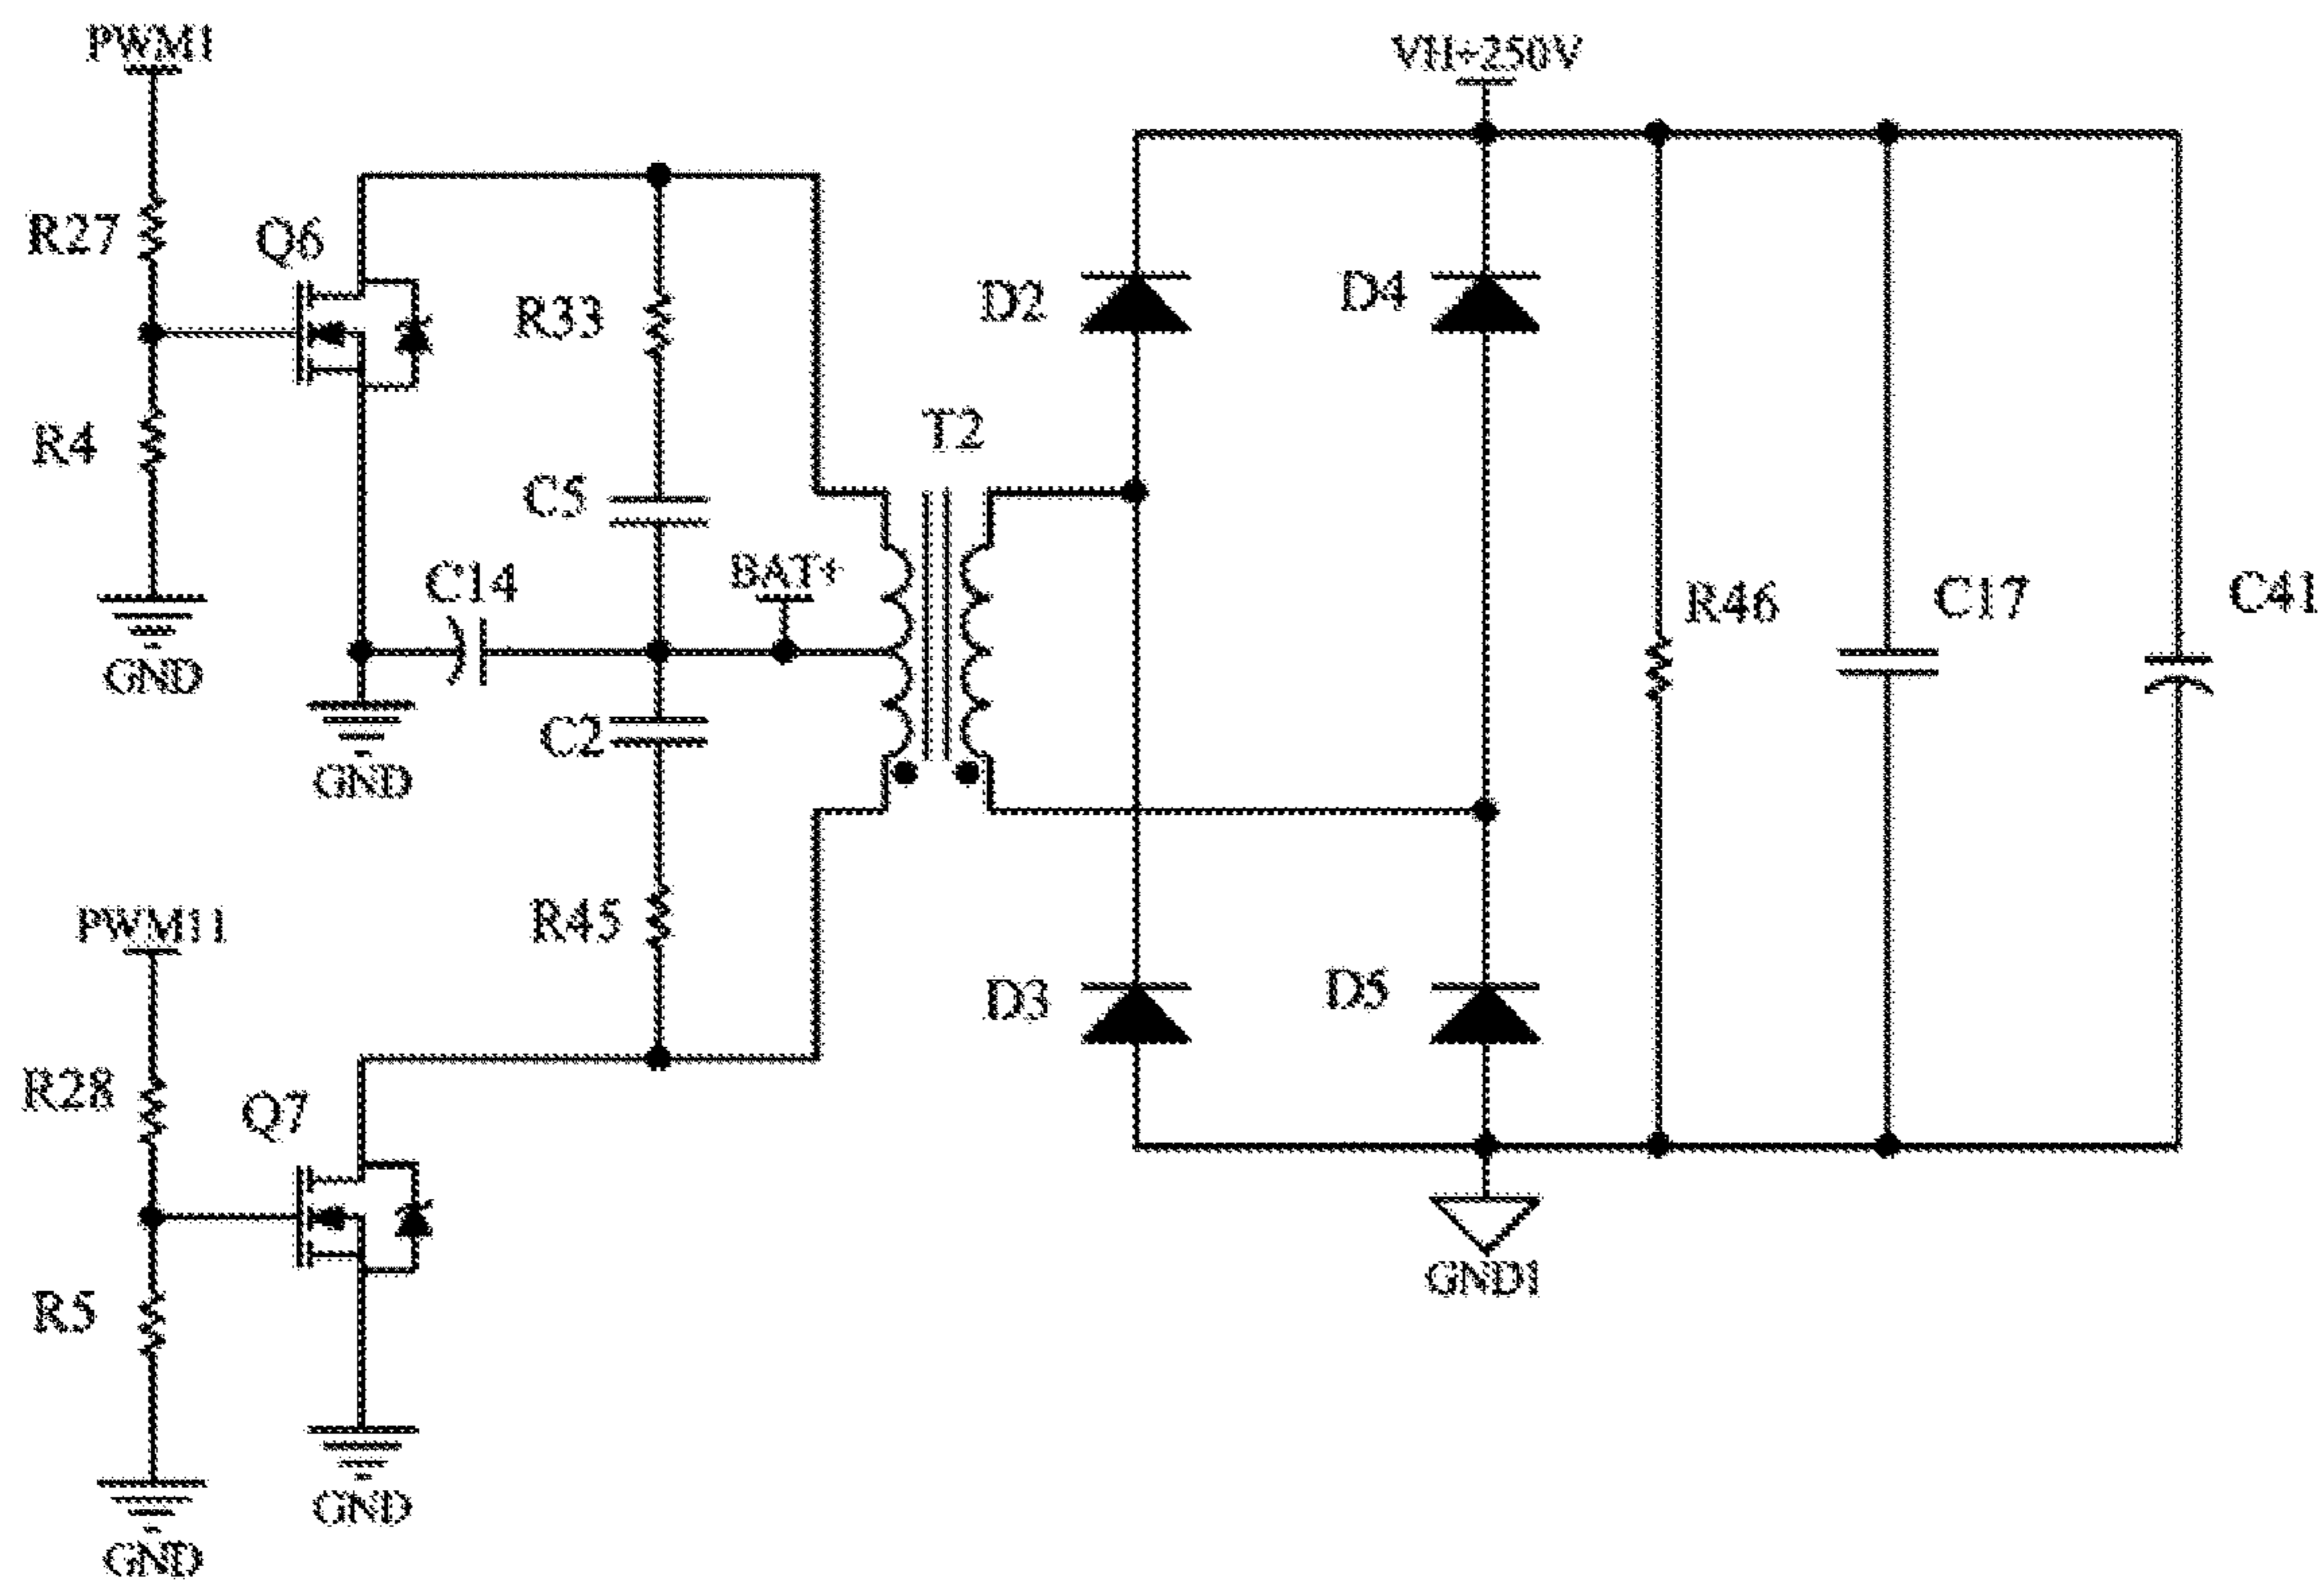 PWM1
VH+250V
R27
Q6
R33
D2
D4
R4
T2
C5
C14
BAT+
R46
C17
C41
GND
C2
GND
PWM11
R45
D3
D5
R28
Q7
R5
GND1
GND
GND